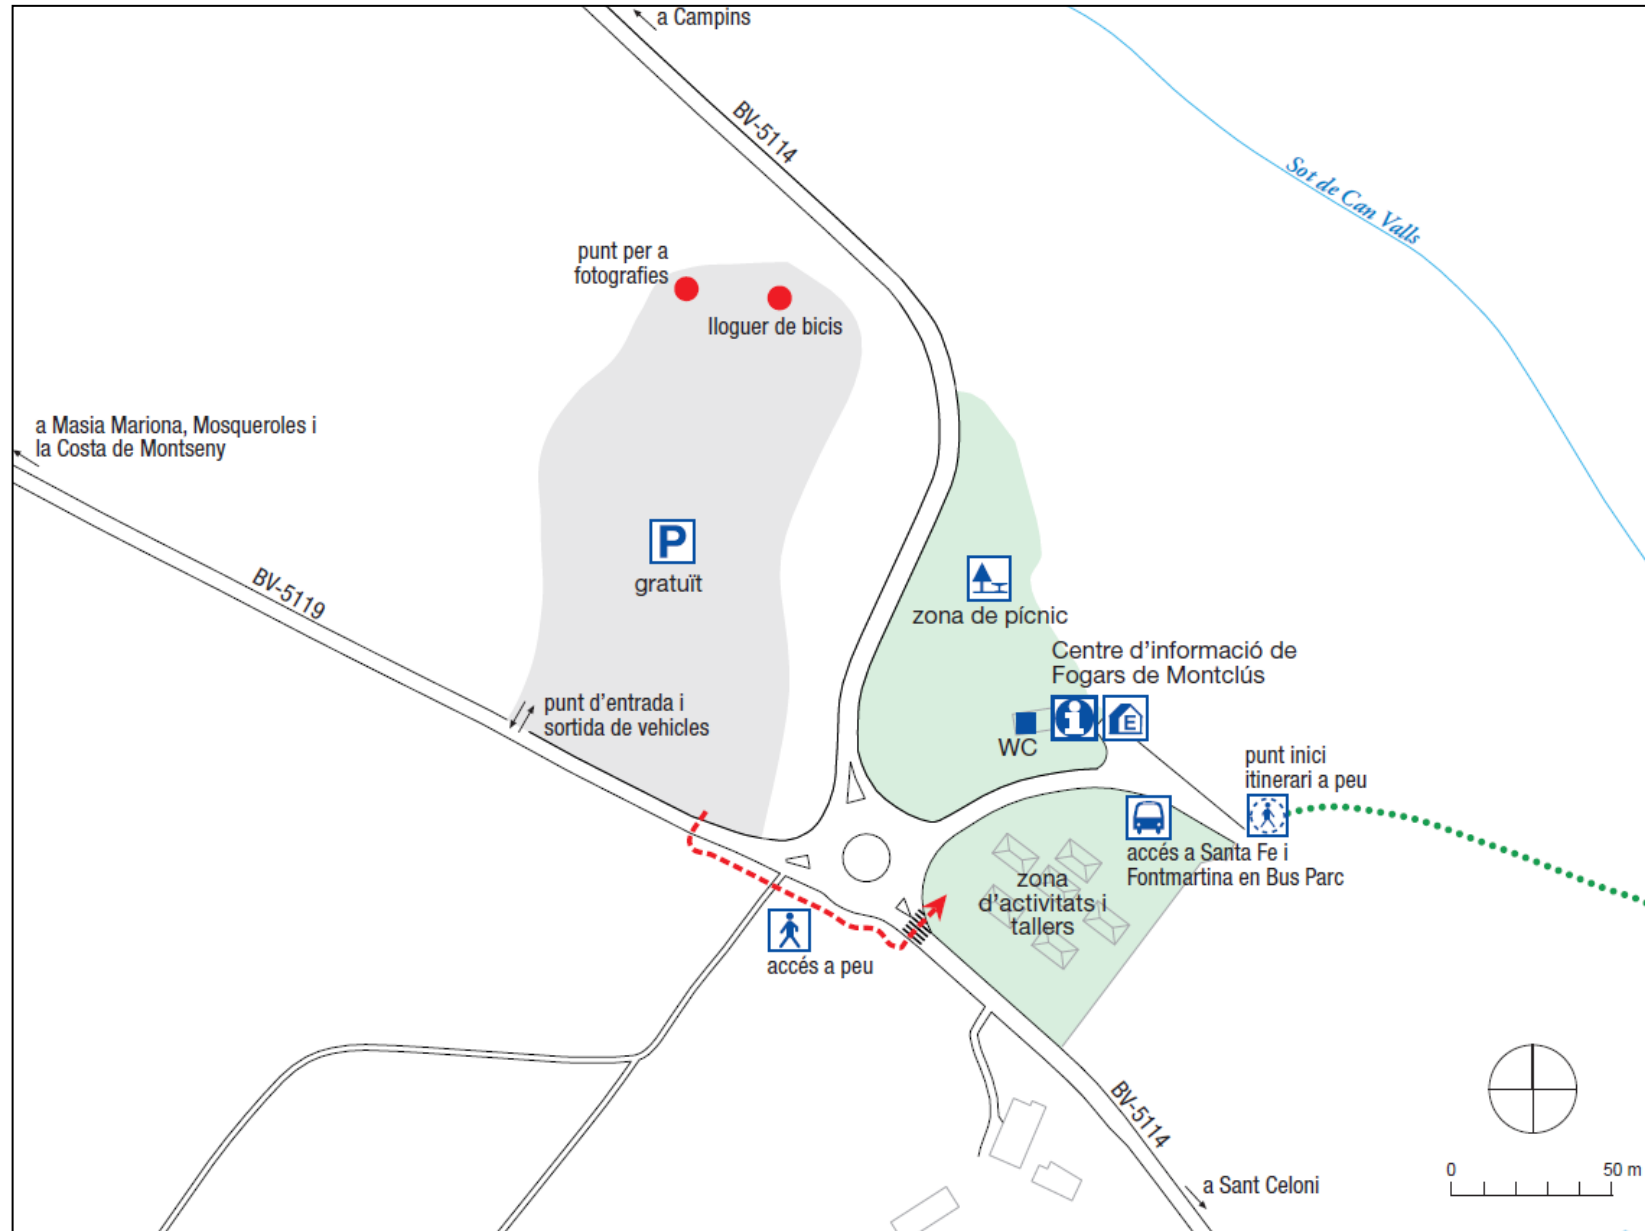 a Campins
BV-5114
Sot de Can Valls
punt per a
fotografies
lloguer de bicis
a Masia Mariona, Mosqueroles i
la Costa de Montseny
P
gratuït
BV-5119
zona de pícnic
Centre d'informació de
Fogars de Montclús
i
E
WC
punt d'entrada i
sortida de vehicles
punt inici
itinerari a peu
accés a Santa Fe i
Fontmartina en Bus Parc
zona
d'activitats i
tallers
accés a peu
BV-5114
a Sant Celoni
0 50 m